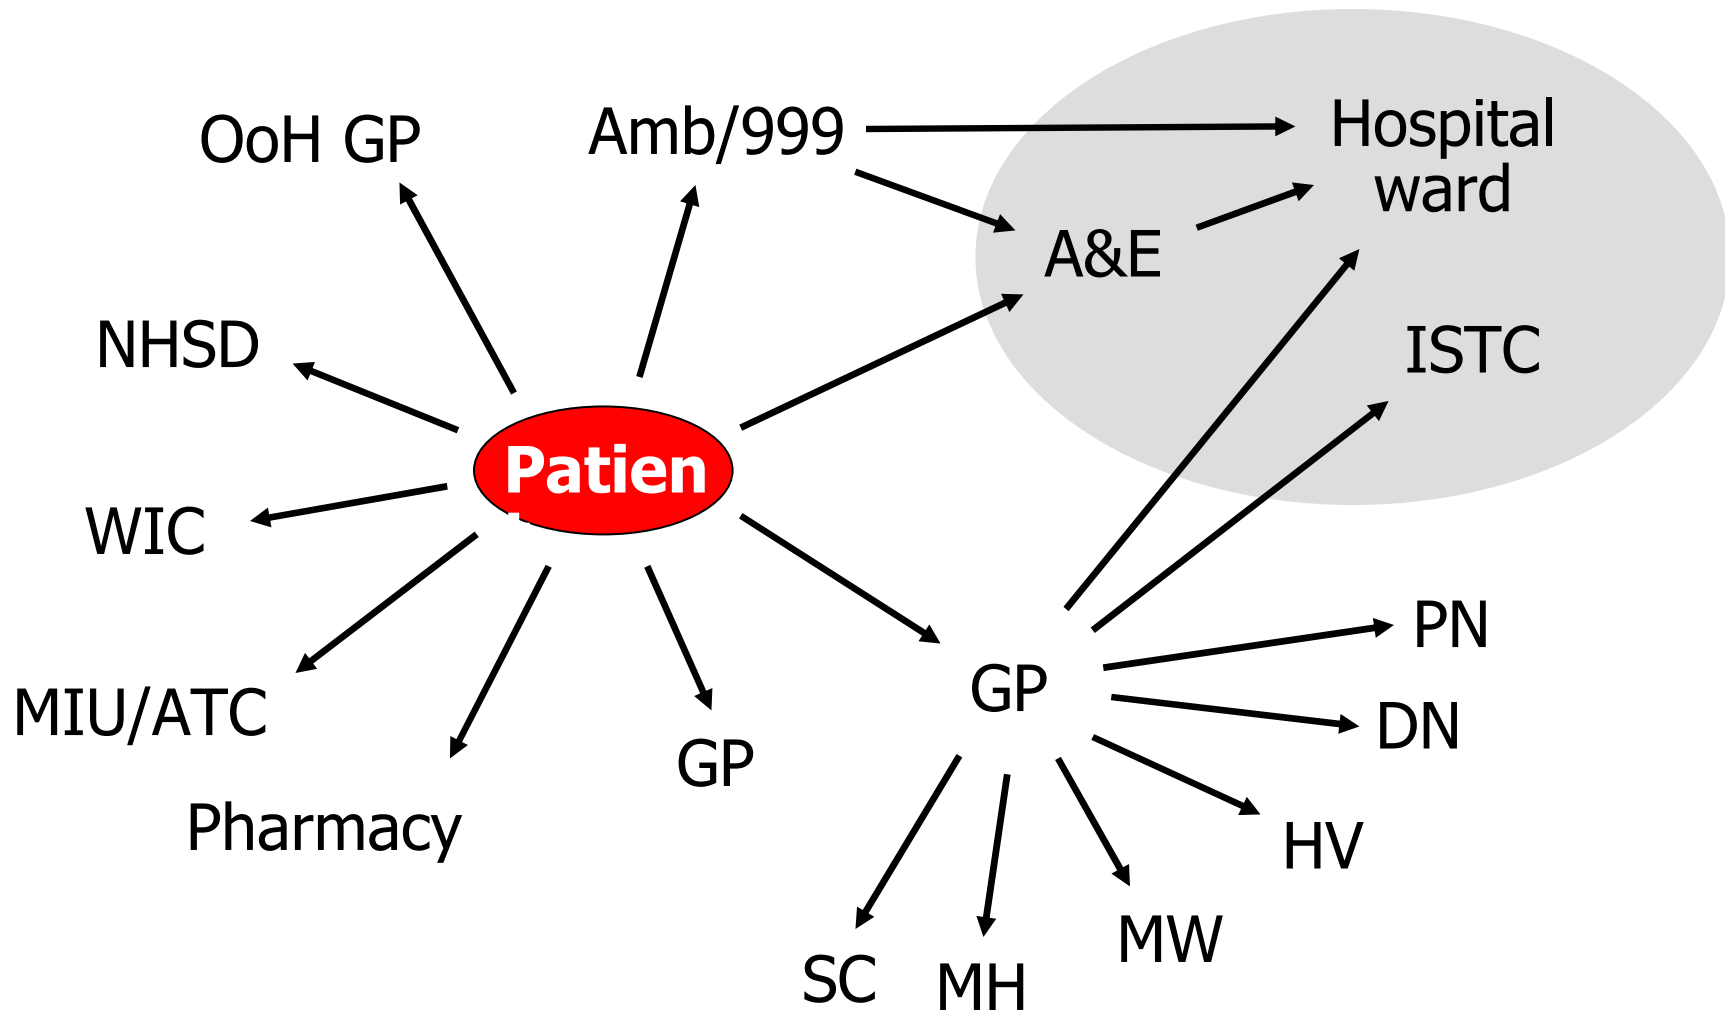 OoH GP
Amb/999
Hospital
ward
A&E
NHSD
ISTC
Patien
WIC
PN
GP
MIU/ATC
DN
GP
Pharmacy
HV
MW
SC
MH